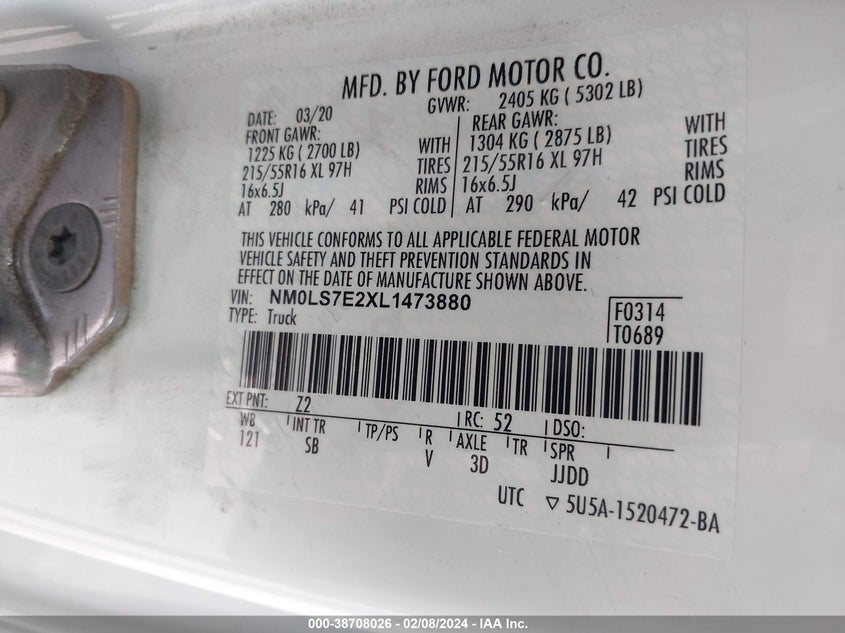 MFD. BY FORD MOTOR CO.
DATE: 03/20 GVWR: 2405 KG ( 5302 LB)
FRONT GAWR: REAR GAWR:
1225 KG ( 2700 LB) WITH 1304 KG ( 2875 LB) WITH
215/55R16 XL 97H TIRES 215/55R16 XL 97H TIRES
16x6.5J RIMS 16x6.5J RIMS
AT 280 kPa/ 41 PSI COLD AT 290 kPa/ 42 PSI COLD
THIS VEHICLE CONFORMS TO ALL APPLICABLE FEDERAL MOTOR
VEHICLE SAFETY AND THEFT PREVENTION STANDARDS IN
EFFECT ON THE DATE OF MANUFACTURE SHOWN ABOVE.
VIN: NM0LS7E2XL1473880 F0314
TYPE: Truck T0689
EXT PNT: Z2 RC: 52 DSO:
WB INT TR TP/PS R AXLE TR SPR
121 SB V 3D JJDD
UTC ▽ 5U5A-1520472-BA
000-38708026 - 02/08/2024 - IAA Inc.